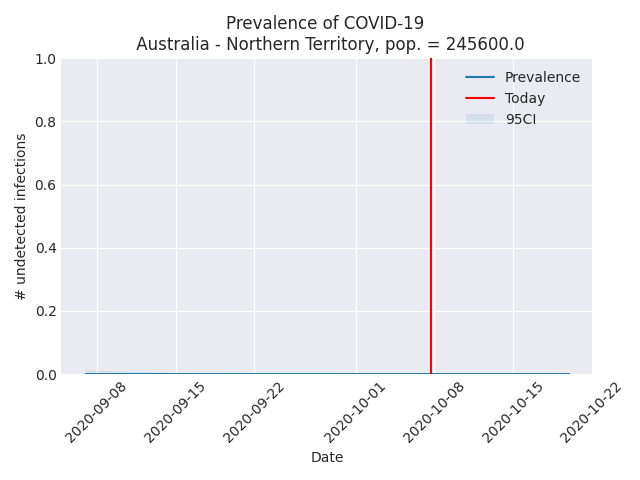 Prevalence of COVID-19
Australia - Northern Territory, pop. = 245600.0
1.0
0.8
0.6
0.4
0.2
0.0
# undetected infections
Prevalence
Today
95CI
2020-09-08
2020-09-15
2020-09-22
2020-10-01
2020-10-08
2020-10-15
2020-10-22
Date